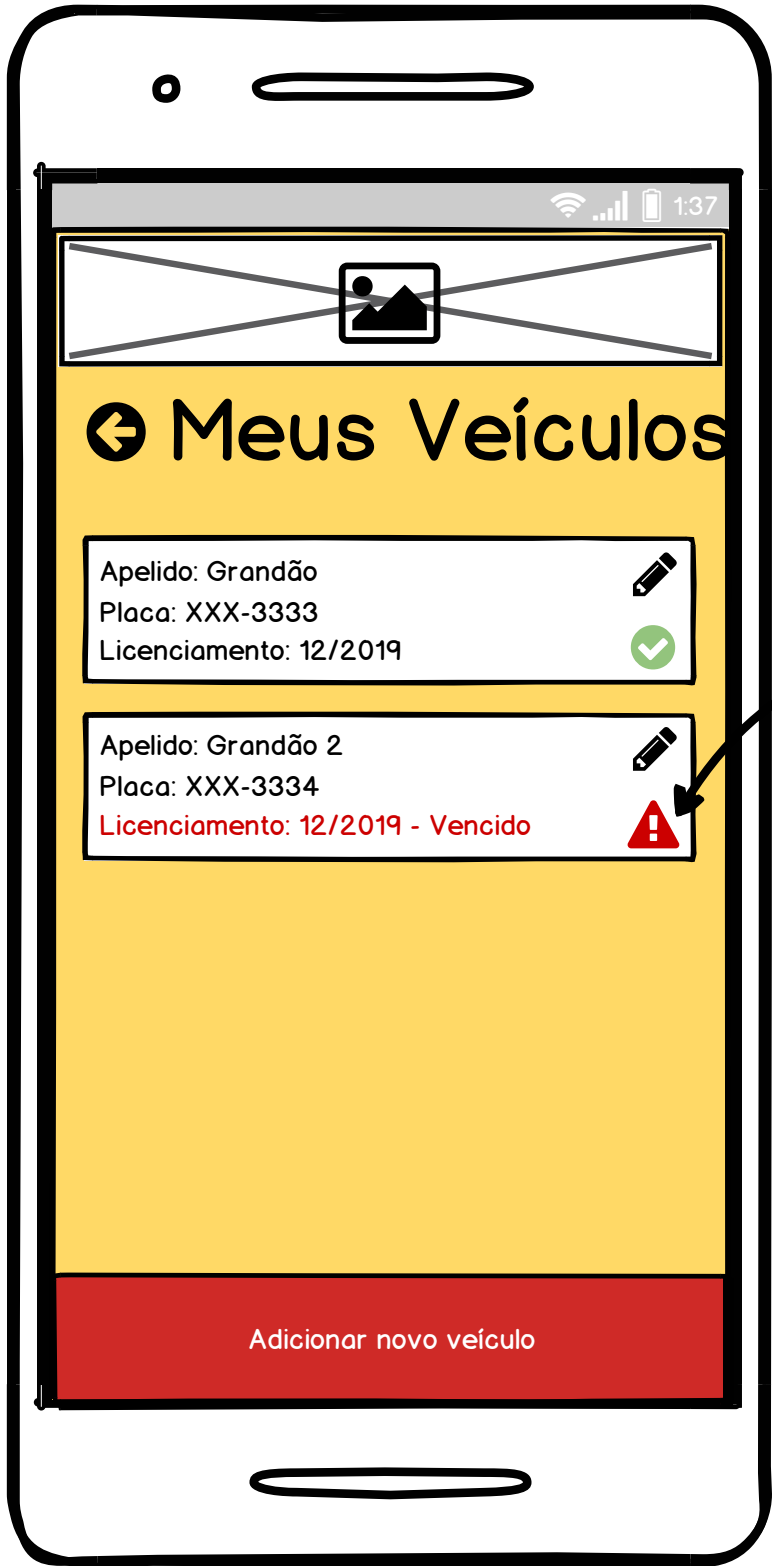 1:37
Meus Veículos
Apelido: Grandão
Placa: XXX-3333
Licenciamento: 12/2019
Apelido: Grandão 2
Placa: XXX-3334
Licenciamento: 12/2019 - Vencido
Adicionar novo veículo